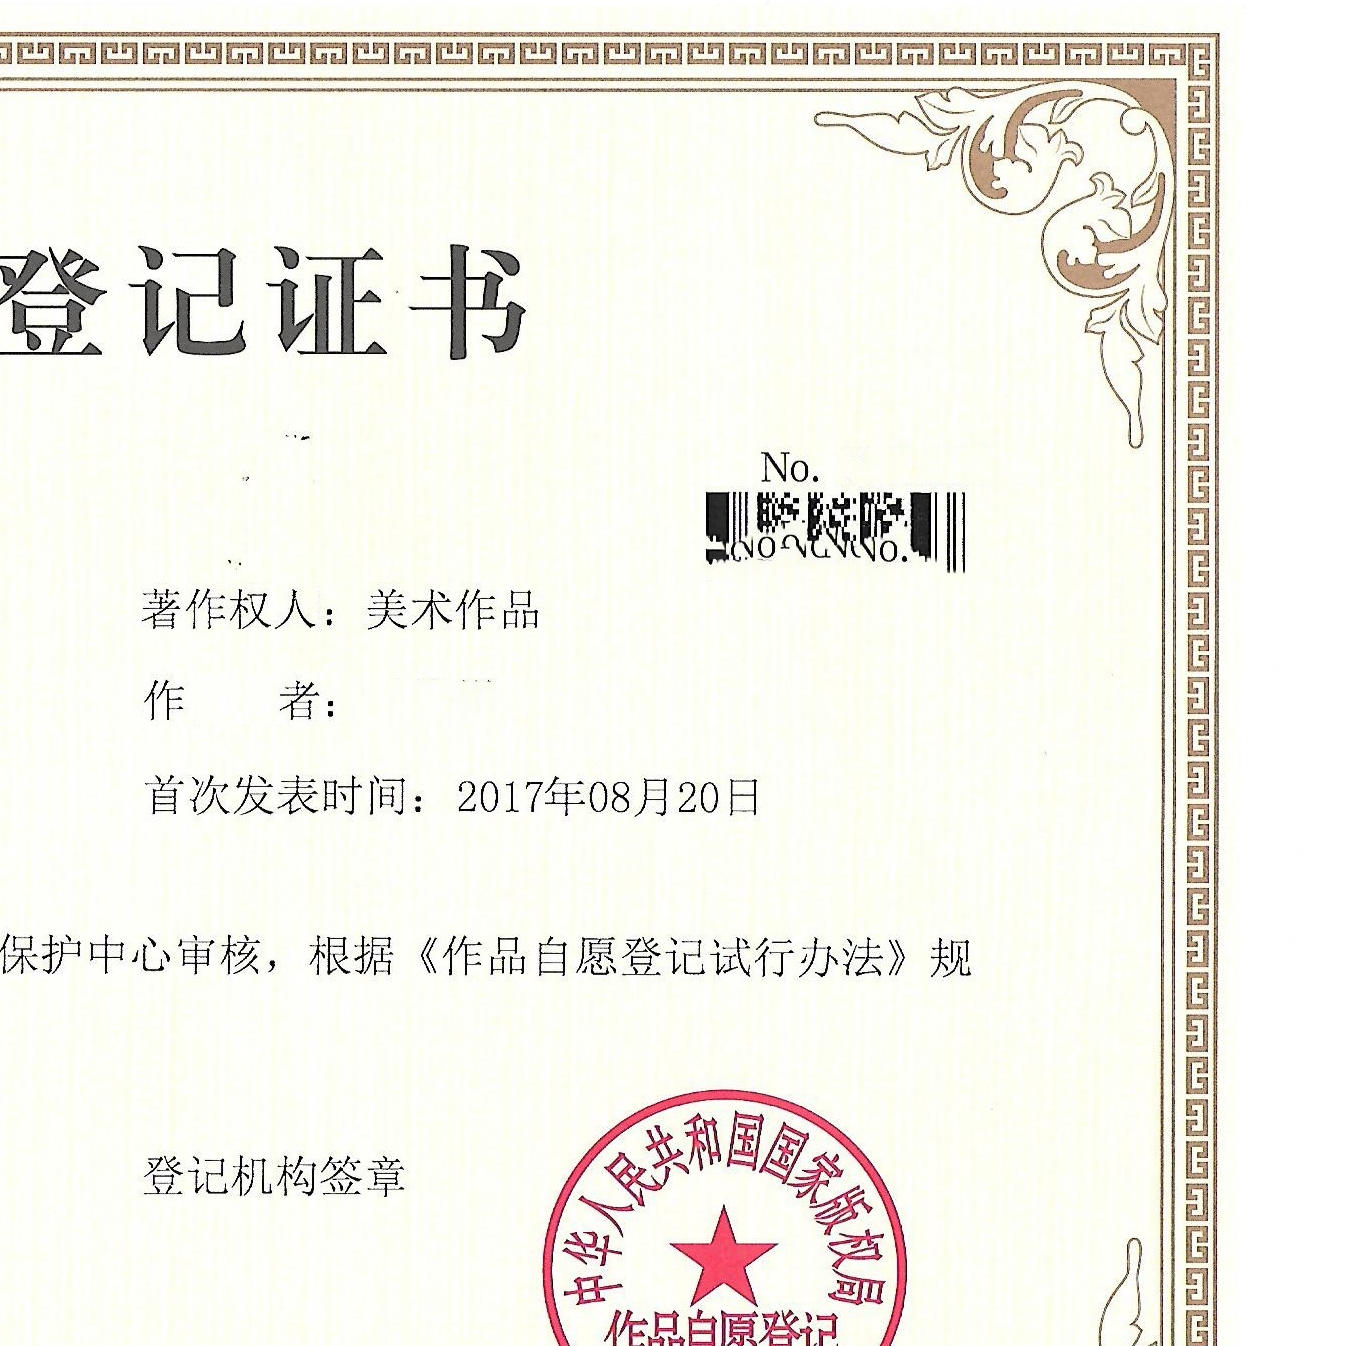 登记证书
No.
著作权人：美术作品
作　　者：
首次发表时间：2017年08月20日
保护中心审核，根据《作品自愿登记试行办法》规
登记机构签章
中华人民共和国国家版权局
作品自愿登记